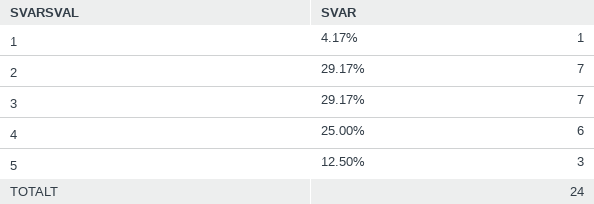 SVARSVAL SVAR
1 4.17% 1
2 29.17% 7
3 29.17% 7
4 25.00% 6
5 12.50% 3
TOTALT 24